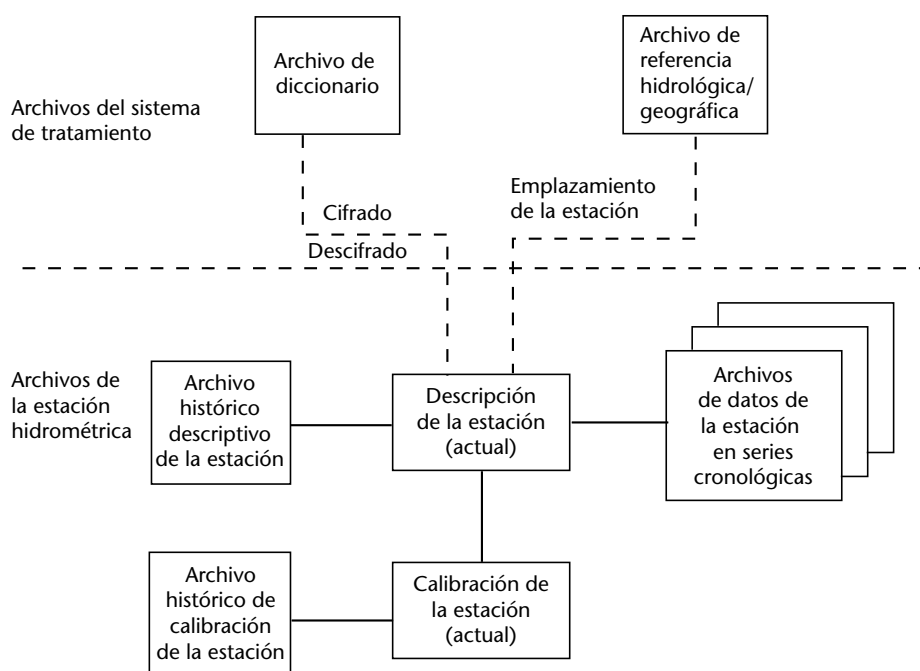 Archivo de
diccionario
Archivo de
referencia
hidrológica/
geográfica
Archivos del sistema
de tratamiento
Emplazamiento
de la estación
Cifrado
Descifrado
Archivos de
la estación
hidrométrica
Archivo
histórico
descriptivo
de la estación
Descripción
de la estación
(actual)
Archivos
de datos de
la estación
en series
cronológicas
Archivo
histórico de
calibración
de la estación
Calibración de
la estación
(actual)